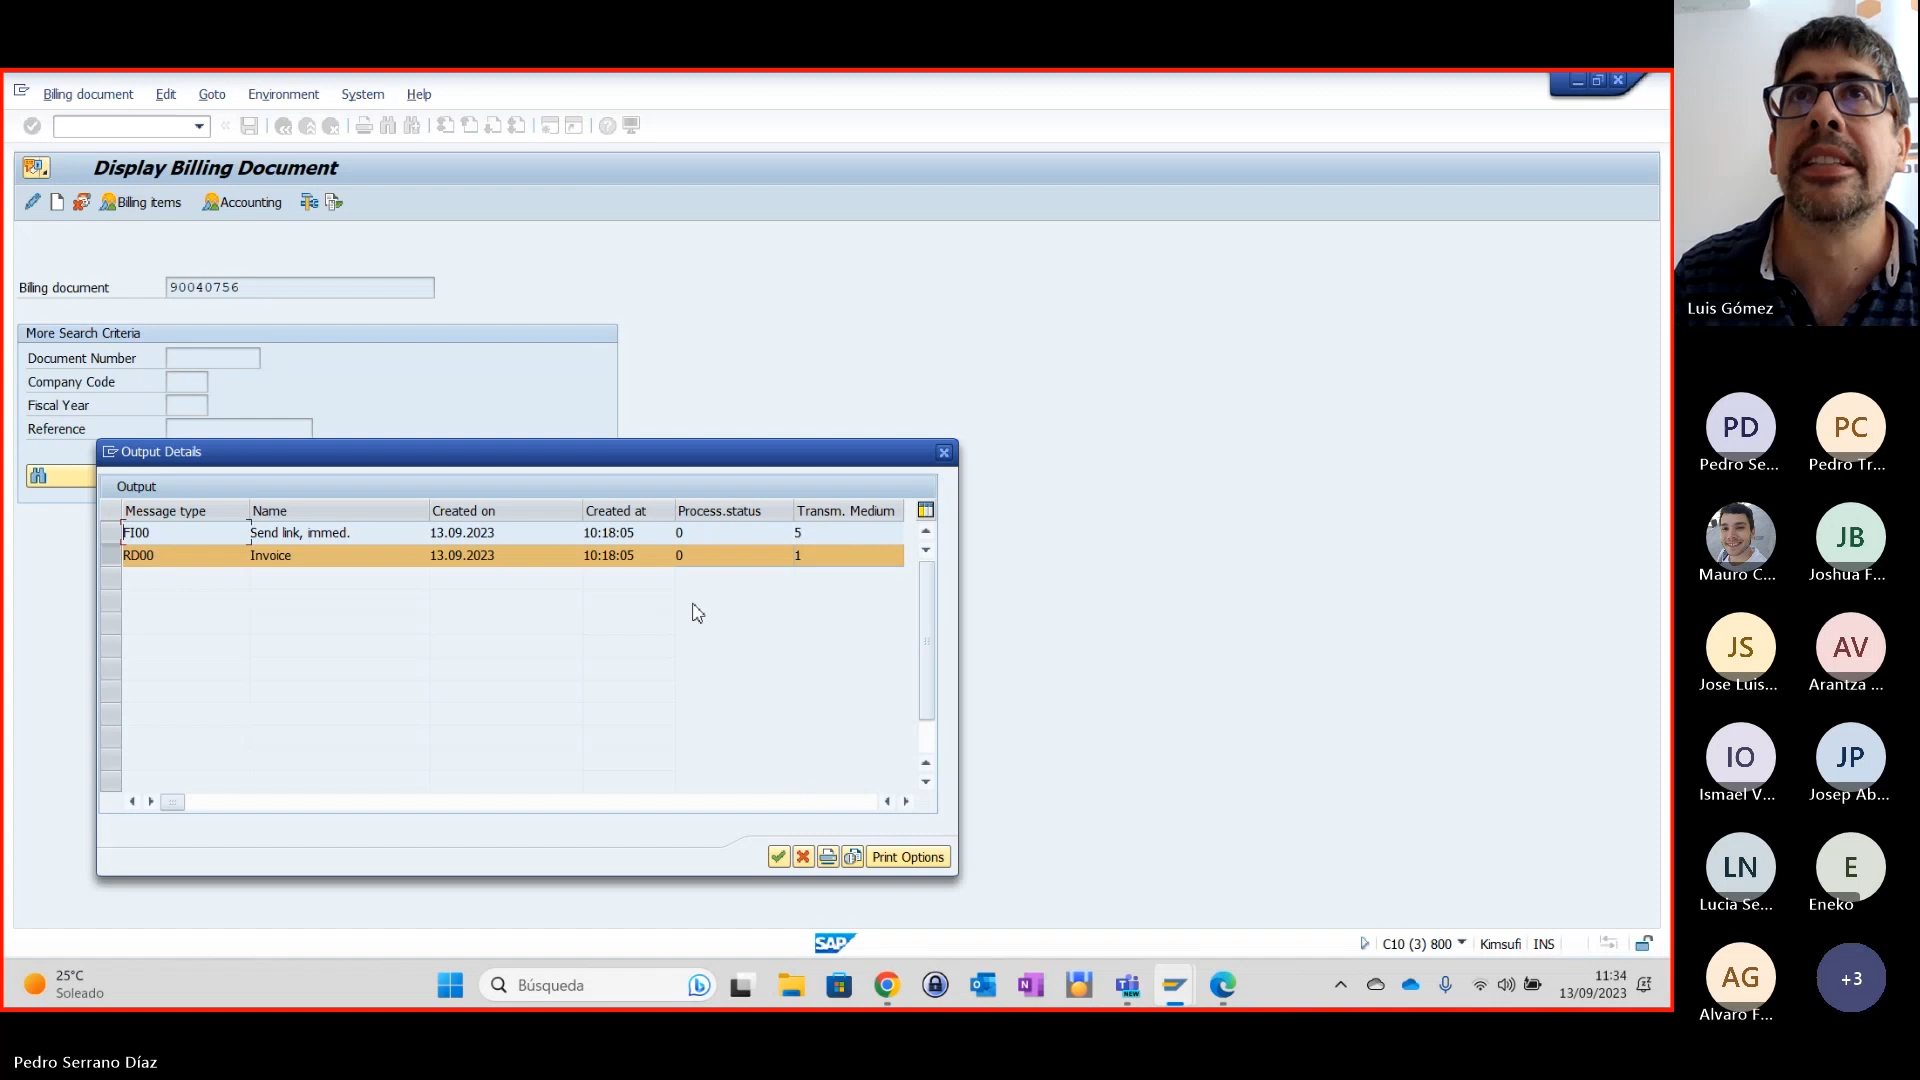 Billing document Edit Goto Environment System Help
Display Billing Document
Billing items Accounting
Billing document 90040756
More Search Criteria
Document Number
Company Code
Fiscal Year
Reference
Output Details
Output
Message type Name Created on Created at Process.status Transm. Medium
FI00 Send link, immed. 13.09.2023 10:18:05 0 5
RD00 Invoice 13.09.2023 10:18:05 0 1
Print Options
SAP
C10 (3) 800 Kimsufi INS
25°C
Soleado
Búsqueda
11:34
13/09/2023
Pedro Serrano Díaz
Luis Gómez
PD PC
Pedro Se... Pedro Tr...
JB
Mauro C... Joshua F...
JS AV
Jose Luis... Arantza ...
IO JP
Ismael V... Josep Ab...
LN E
Lucia Se... Eneko
AG +3
Alvaro F...